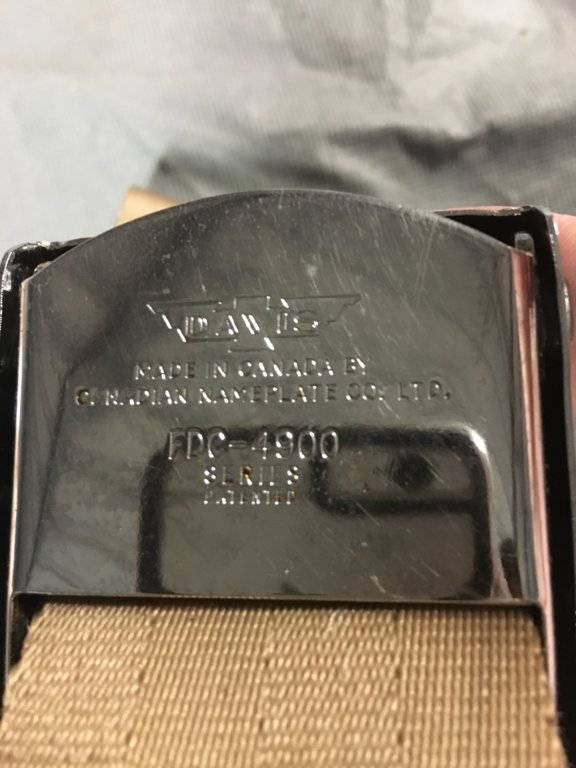 DAVIS
MADE IN CANADA BY
CANADIAN NAMEPLATE CO. LTD.
FDC-4900
SERIES
PATENTED